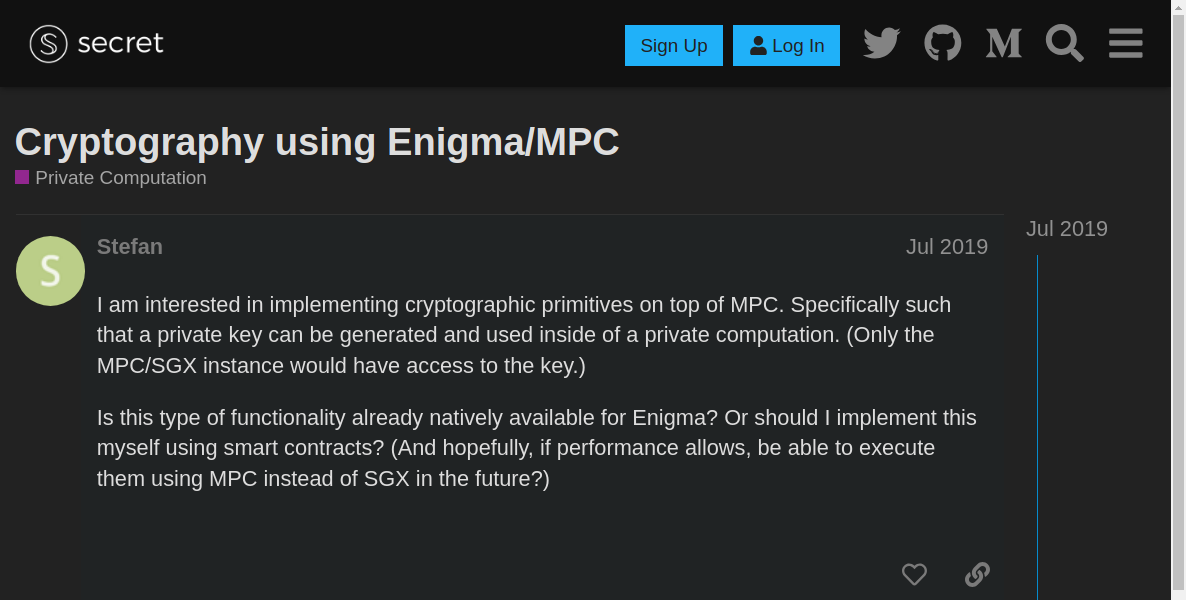 secret
Sign Up
Log In
Cryptography using Enigma/MPC
Private Computation
Jul 2019
S
Stefan
Jul 2019
I am interested in implementing cryptographic primitives on top of MPC. Specifically such
that a private key can be generated and used inside of a private computation. (Only the
MPC/SGX instance would have access to the key.)
Is this type of functionality already natively available for Enigma? Or should I implement this
myself using smart contracts? (And hopefully, if performance allows, be able to execute
them using MPC instead of SGX in the future?)